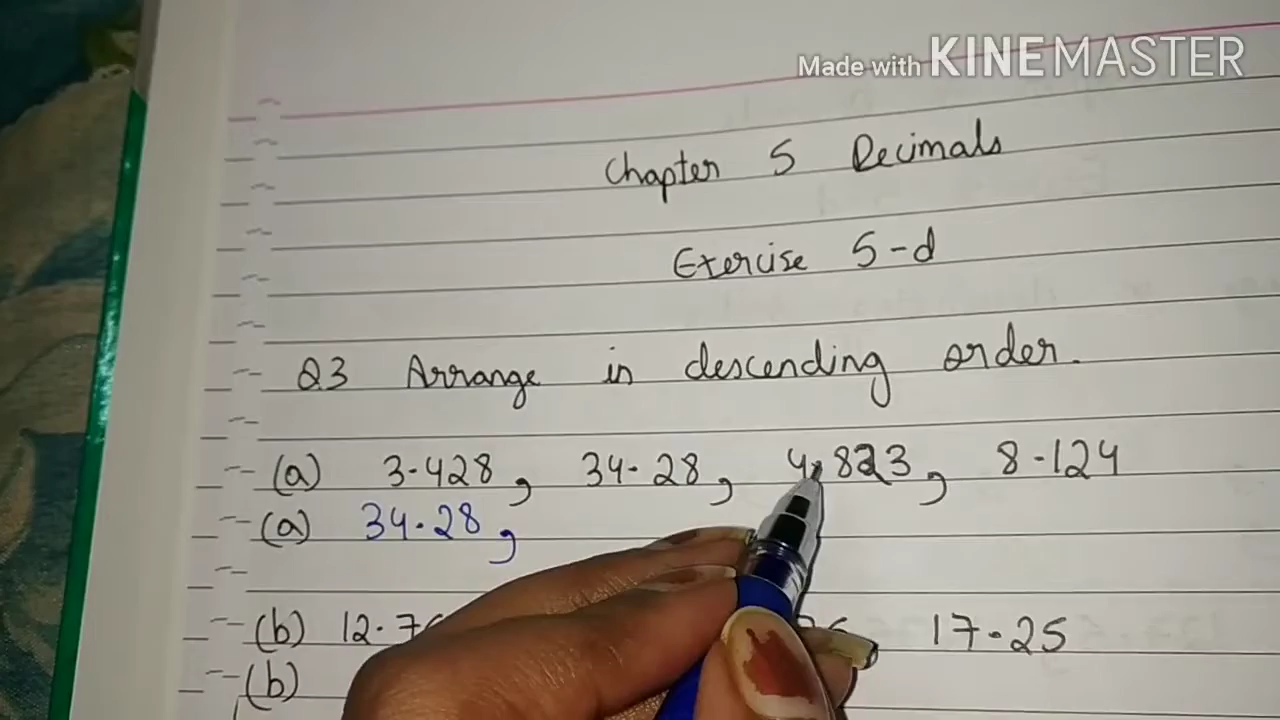 Made with KINEMASTER
Chapter 5 Decimals
Exercise 5-d
Q3 Arrange in descending order.
(a) 3.428, 34.28, 4.823, 8.124
(a) 34.28,
(b) 12.76 17.25
(b)